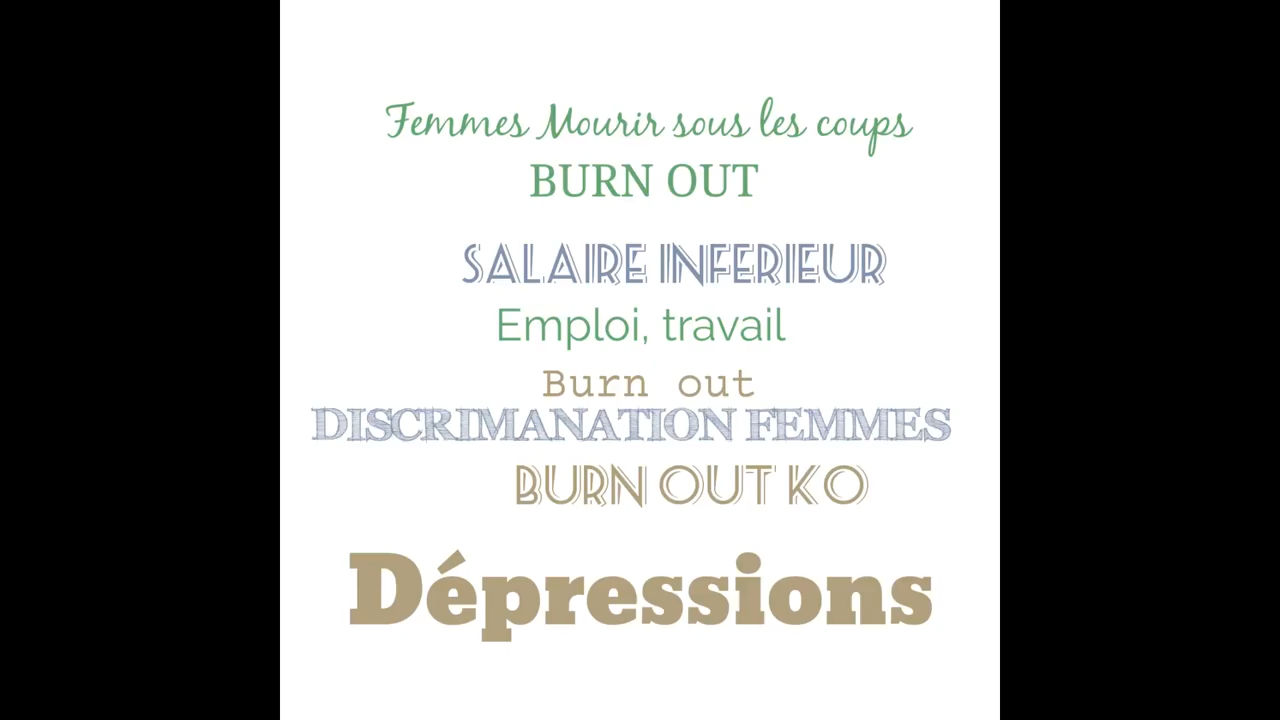 Femmes Mourir sous les coups
BURN OUT
SALAIRE INFERIEUR
Emploi, travail
Burn out
DISCRIMANATION FEMMES
BURN OUT KO
Dépressions